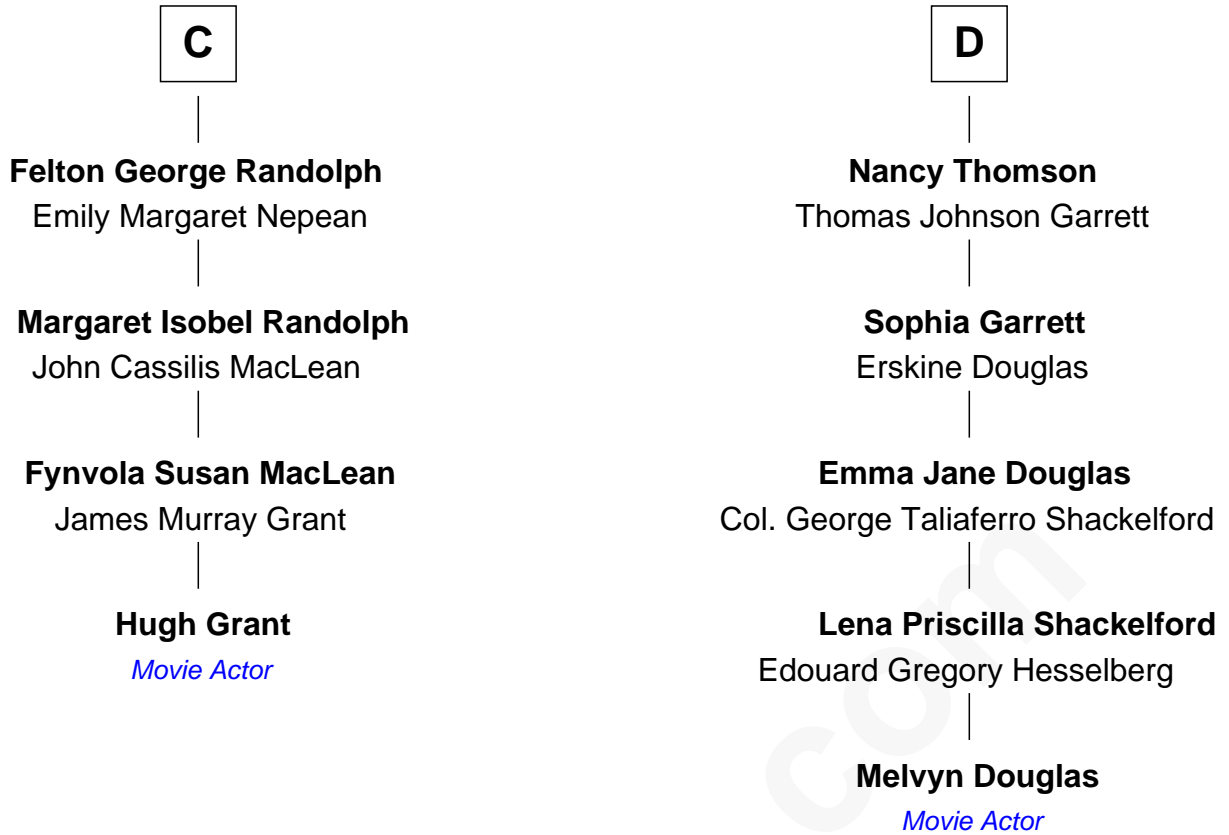 C
Felton George Randolph
Emily Margaret Nepean
Margaret Isobel Randolph
John Cassilis MacLean
Fynvola Susan MacLean
James Murray Grant
Hugh Grant
Movie Actor
D
Nancy Thomson
Thomas Johnson Garrett
Sophia Garrett
Erskine Douglas
Emma Jane Douglas
Col. George Taliaferro Shackelford
Lena Priscilla Shackelford
Edouard Gregory Hesselberg
Melvyn Douglas
Movie Actor
com